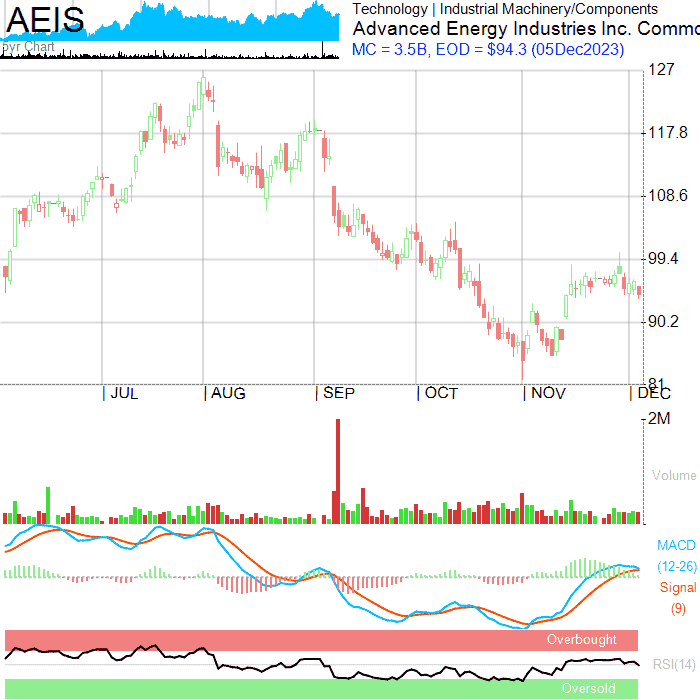 AEIS
5yr Chart
Technology | Industrial Machinery/Components
Advanced Energy Industries Inc. Commo
MC = 3.5B, EOD = $94.3 (05Dec2023)
127
117.8
108.6
99.4
90.2
81
| JUL | AUG | SEP | OCT | NOV | DEC
2M
Volume
MACD
(12-26)
Signal
(9)
Overbought
RSI(14)
Oversold